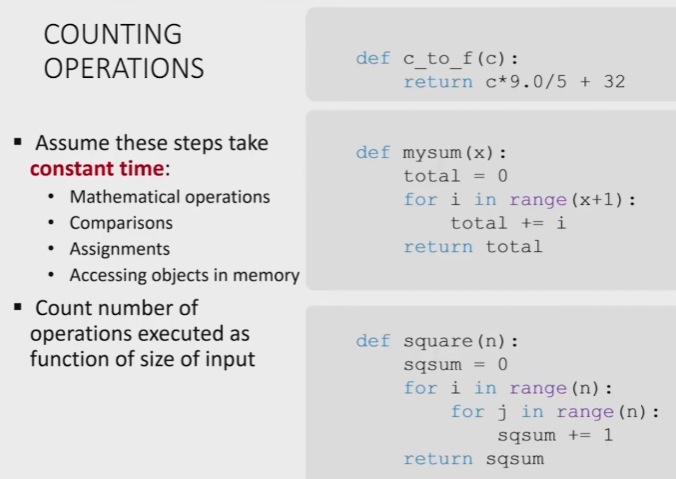 COUNTING
OPERATIONS
▪ Assume these steps take
constant time:
• Mathematical operations
• Comparisons
• Assignments
• Accessing objects in memory
▪ Count number of
operations executed as
function of size of input
def c_to_f(c):
    return c*9.0/5 + 32
def mysum(x):
    total = 0
    for i in range(x+1):
        total += i
    return total
def square(n):
    sqsum = 0
    for i in range(n):
        for j in range(n):
            sqsum += 1
    return sqsum